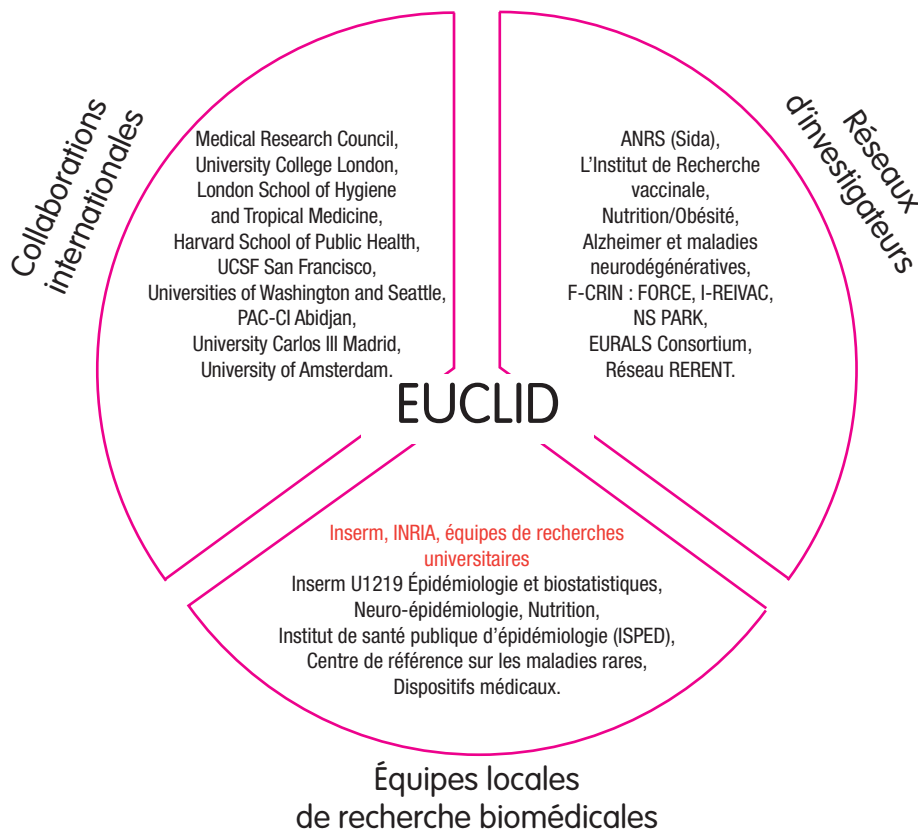 Collaborations
internationales
Medical Research Council,
University College London,
London School of Hygiene
and Tropical Medicine,
Harvard School of Public Health,
UCSF San Francisco,
Universities of Washington and Seattle,
PAC-CI Abidjan,
University Carlos III Madrid,
University of Amsterdam.
Réseaux
d'investigateurs
ANRS (Sida),
L'Institut de Recherche
vaccinale,
Nutrition/Obésité,
Alzheimer et maladies
neurodégénératives,
F-CRIN : FORCE, I-REIVAC,
NS PARK,
EURALS Consortium,
Réseau RERENT.
EUCLID
Inserm, INRIA, équipes de recherches
universitaires
Inserm U1219 Épidémiologie et biostatistiques,
Neuro-épidémiologie, Nutrition,
Institut de santé publique d'épidémiologie (ISPED),
Centre de référence sur les maladies rares,
Dispositifs médicaux.
Équipes locales
de recherche biomédicales